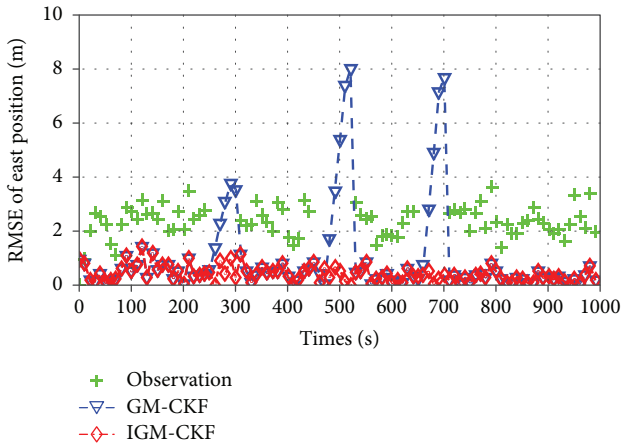 RMSE of east position (m)
10
8
6
4
2
0
0 100 200 300 400 500 600 700 800 900 1000
Times (s)
Observation
GM-CKF
IGM-CKF